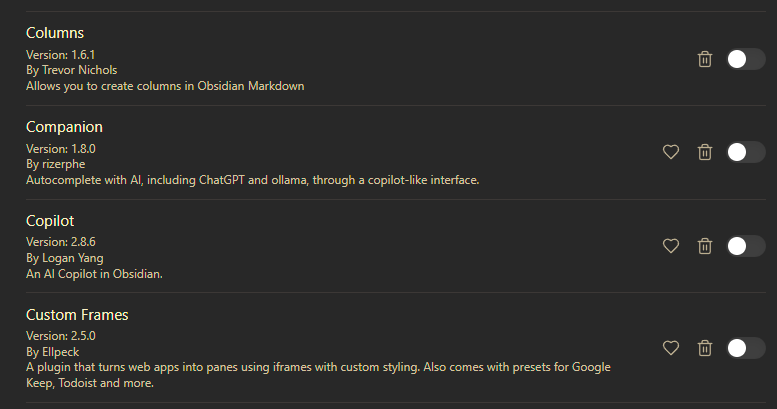 Columns
Version: 1.6.1
By Trevor Nichols
Allows you to create columns in Obsidian Markdown
Companion
Version: 1.8.0
By rizerphe
Autocomplete with AI, including ChatGPT and ollama, through a copilot-like interface.
Copilot
Version: 2.8.6
By Logan Yang
An AI Copilot in Obsidian.
Custom Frames
Version: 2.5.0
By Ellpeck
A plugin that turns web apps into panes using iframes with custom styling. Also comes with presets for Google
Keep, Todoist and more.